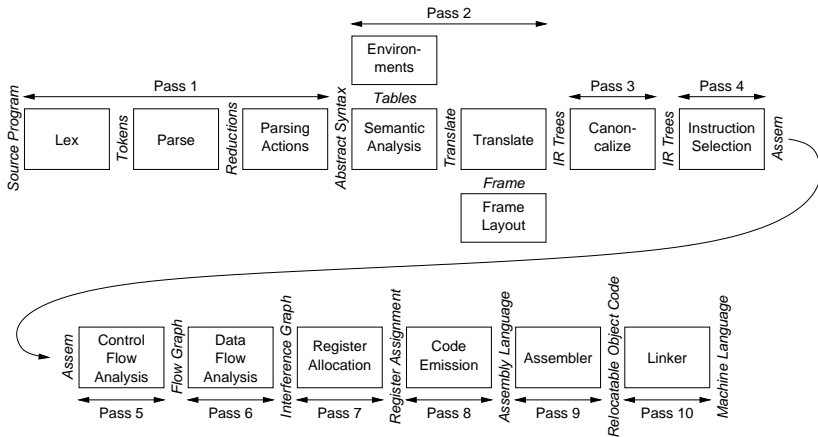 Pass 2
Environ-
ments
Pass 1
Tables
Pass 3
Pass 4
Source Program
Lex
Tokens
Parse
Reductions
Parsing
Actions
Abstract Syntax
Semantic
Analysis
Translate
Translate
IR Trees
Canon-
calize
IR Trees
Instruction
Selection
Assem
Frame
Frame
Layout
Assem
Control
Flow
Analysis
Flow Graph
Data
Flow
Analysis
Interference Graph
Register
Allocation
Register Assignment
Code
Emission
Assembly Language
Assembler
Relocatable Object Code
Linker
Machine Language
Pass 5
Pass 6
Pass 7
Pass 8
Pass 9
Pass 10